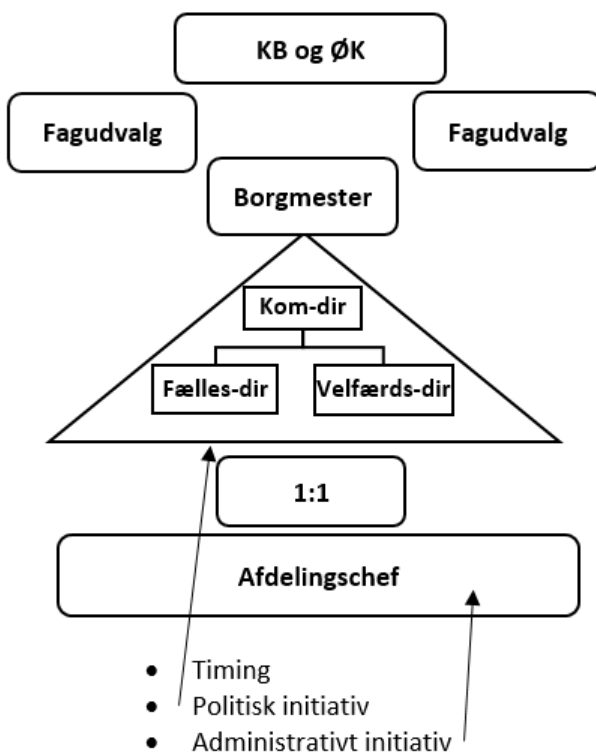 KB og ØK
Fagudvalg
Fagudvalg
Borgmester
Kom-dir
Fælles-dir
Velfærds-dir
1:1
Afdelingschef
• Timing
• Politisk initiativ
• Administrativt initiativ